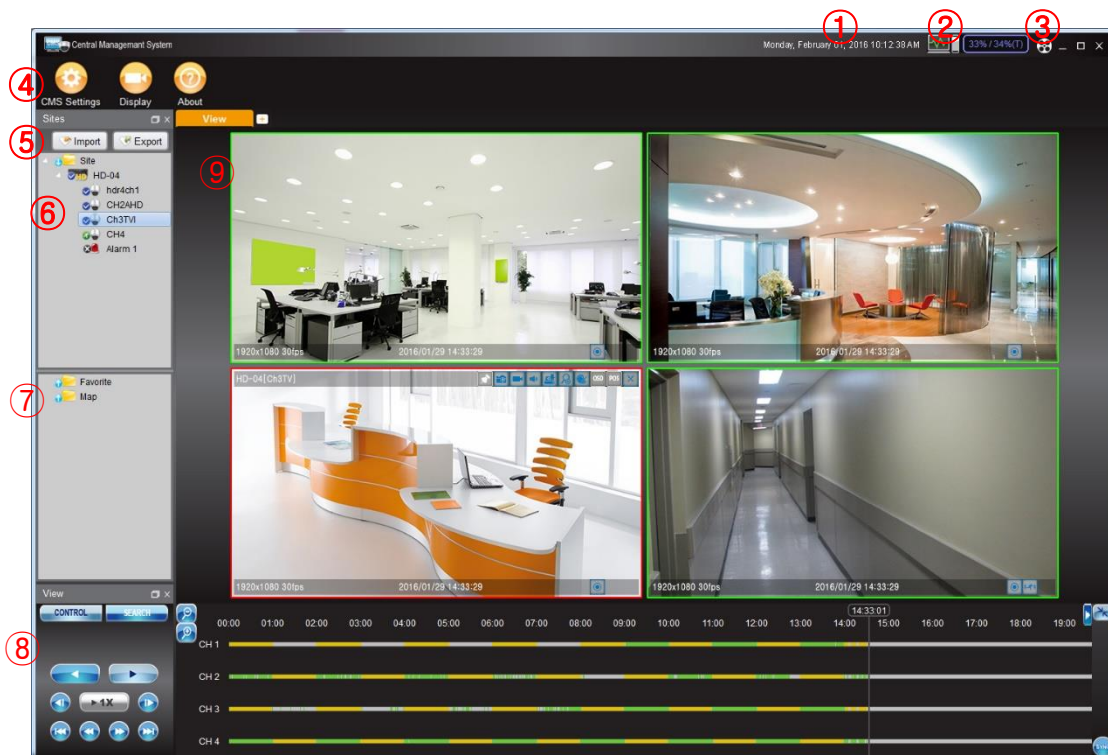 ① ② ③
Central Managemant System
Monday, February 01, 2016 10:12:38 AM
33% / 34%(T)
④
CMS Settings Display About
Sites
View
⑤
Import Export
Site
HD-04
HD
hdr4ch1
⑥
CH2AHD
Ch3TVI
CH4
Alarm 1
⑨
1920x1080 30fps 2016/01/29 14:33:29
1920x1080 30fps 2016/01/29 14:33:29
⑦
Favorite
Map
HD-04[Ch3TV]
OSD POS
1920x1080 30fps 2016/01/29 14:33:29
1920x1080 30fps 2016/01/29 14:33:29
View
CONTROL SEARCH
⑧
1X
14:33:01
00:00 01:00 02:00 03:00 04:00 05:00 06:00 07:00 08:00 09:00 10:00 11:00 12:00 13:00 14:00 15:00 16:00 17:00 18:00 19:00
CH 1
CH 2
CH 3
CH 4